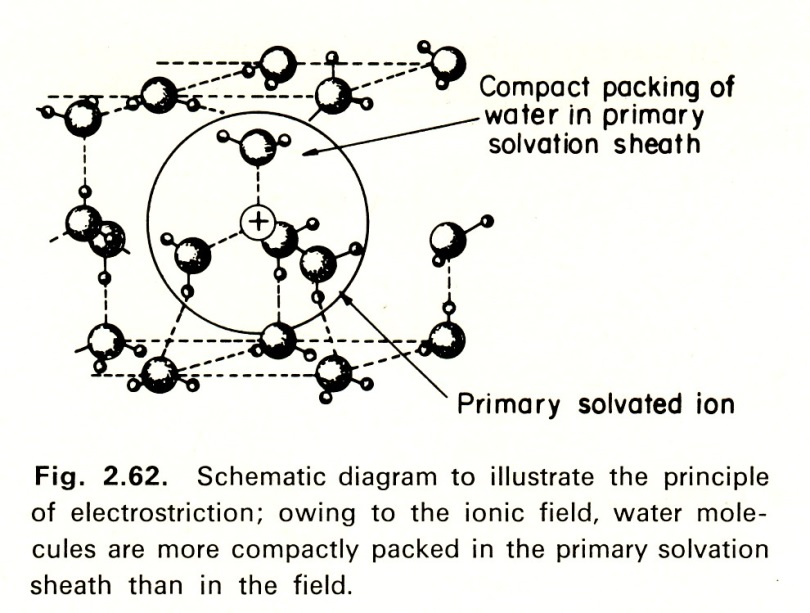 Compact packing of
water in primary
solvation sheath
+
Primary solvated ion
Fig. 2.62. Schematic diagram to illustrate the principle
of electrostriction; owing to the ionic field, water mole-
cules are more compactly packed in the primary solvation
sheath than in the field.